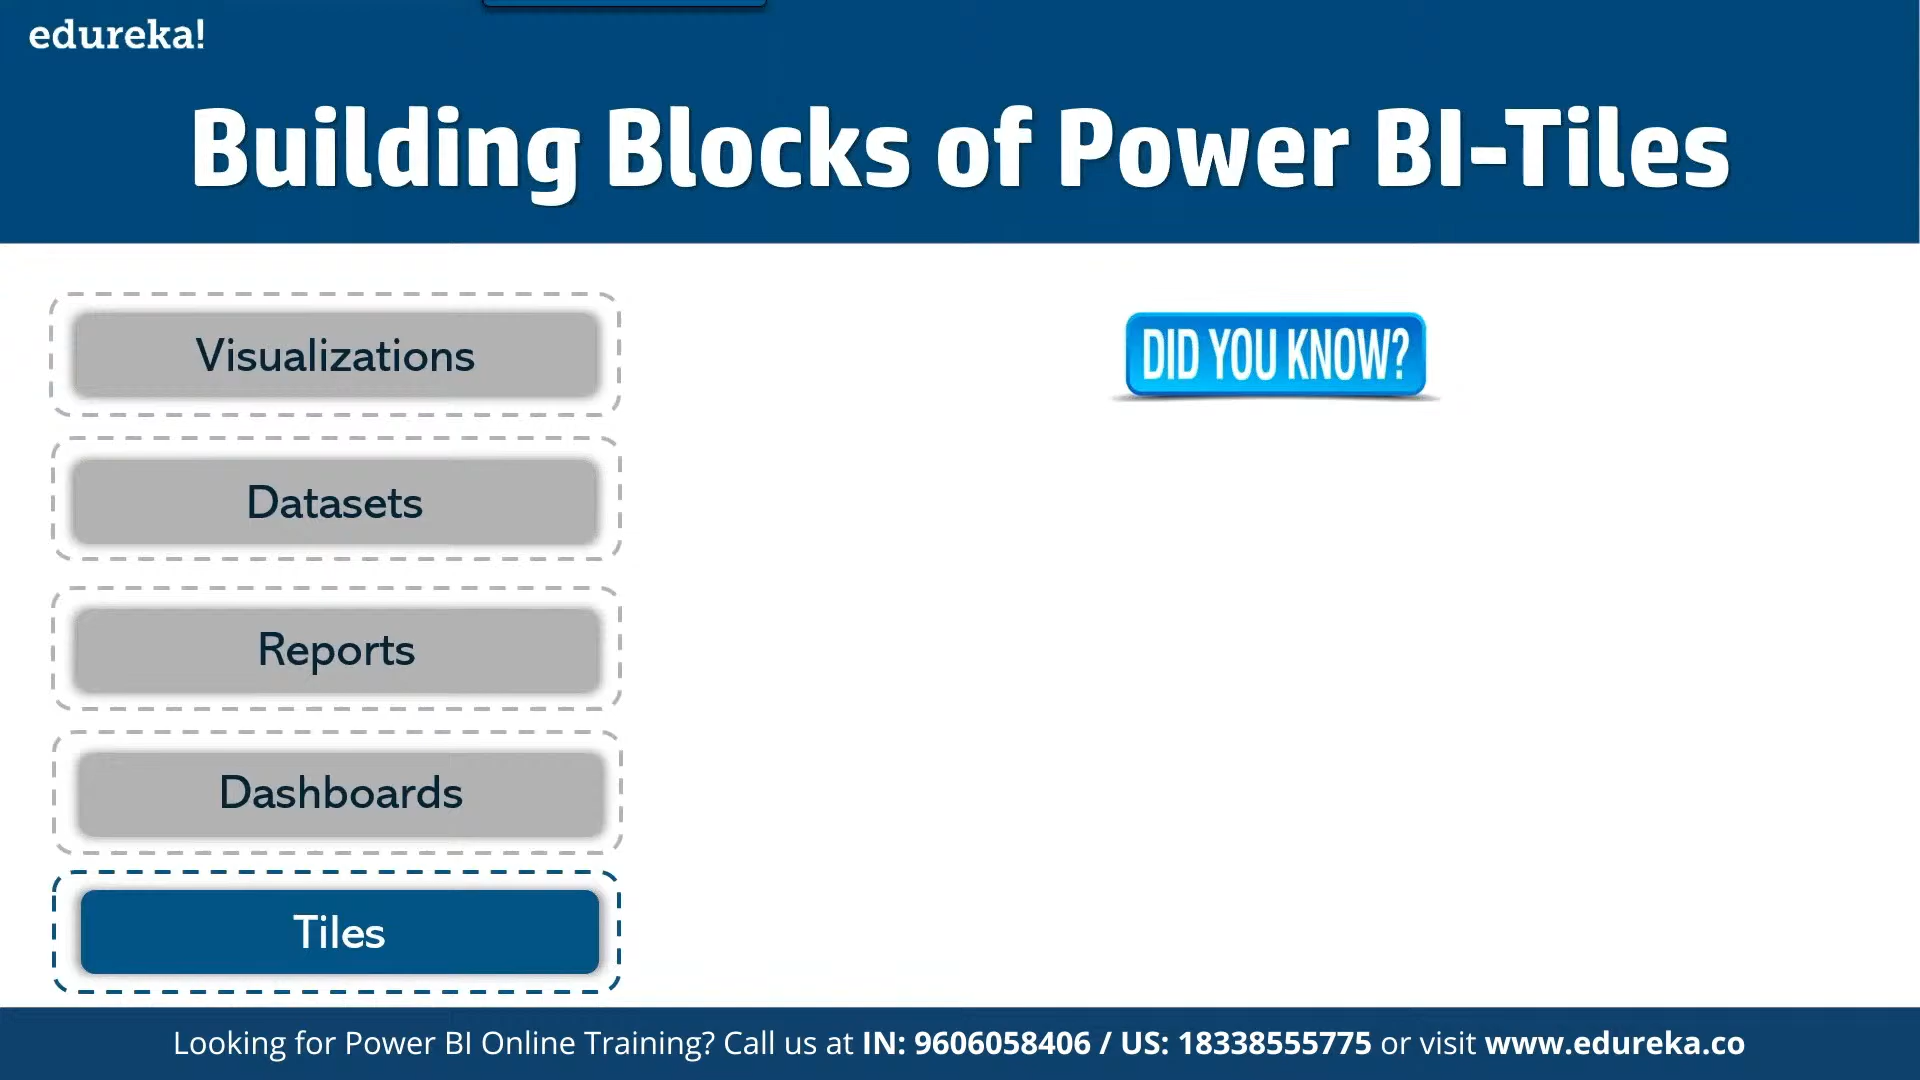 edureka!
Building Blocks of Power BI-Tiles
Visualizations
DID YOU KNOW?
Datasets
Reports
Dashboards
Tiles
Looking for Power BI Online Training? Call us at IN: 9606058406 / US: 18338555775 or visit www.edureka.co